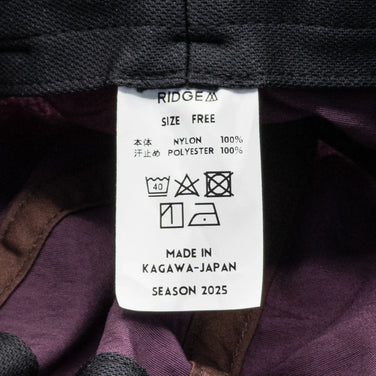 RIDGE
SIZE FREE
本体 NYLON 100%
汗止め POLYESTER 100%
40
MADE IN
KAGAWA-JAPAN
SEASON 2025